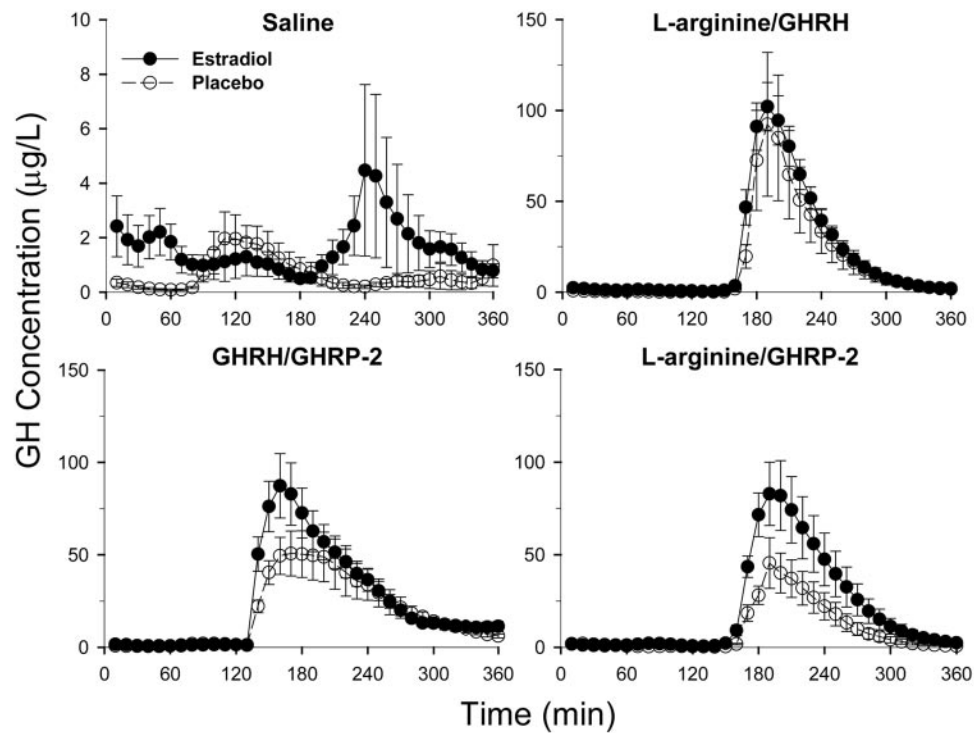 Saline
L-arginine/GHRH
Estradiol
Placebo
10
8
6
4
2
0
0 60 120 180 240 300 360
150
100
50
0
0 60 120 180 240 300 360
GHRH/GHRP-2
L-arginine/GHRP-2
150
100
50
0
0 60 120 180 240 300 360
150
100
50
0
0 60 120 180 240 300 360
GH Concentration (µg/L)
Time (min)